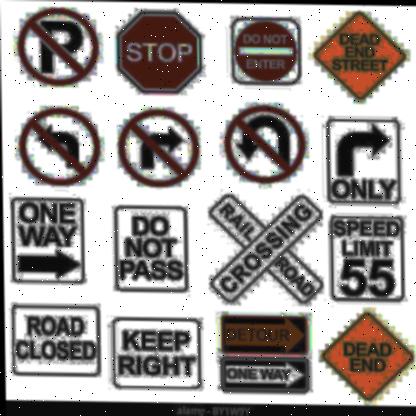 P
STOP
DO NOT
ENTER
DEAD
END
STREET
ONLY
ONE
WAY
DO
NOT
PASS
RAIL
ROAD
CROSSING
SPEED
LIMIT
55
ROAD
CLOSED
KEEP
RIGHT
DETOUR
ONE WAY
DEAD
END